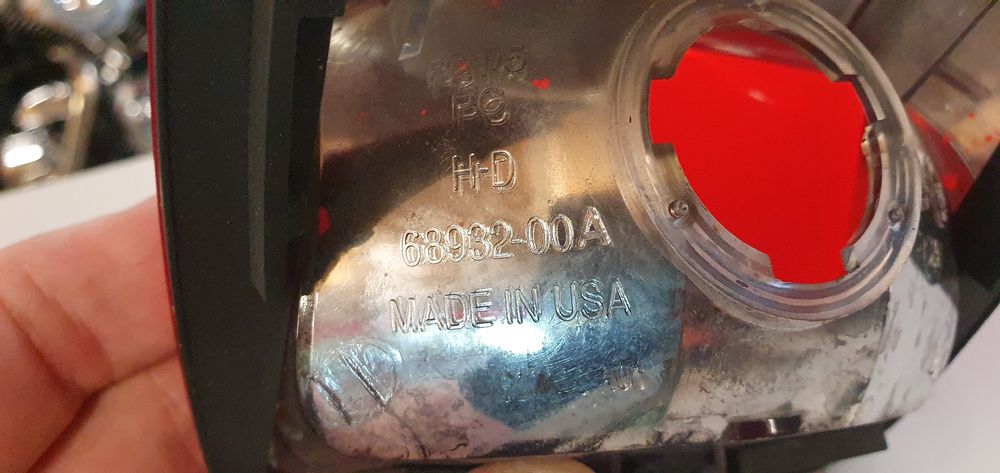 PC
H-D
68932-00A
MADE IN USA